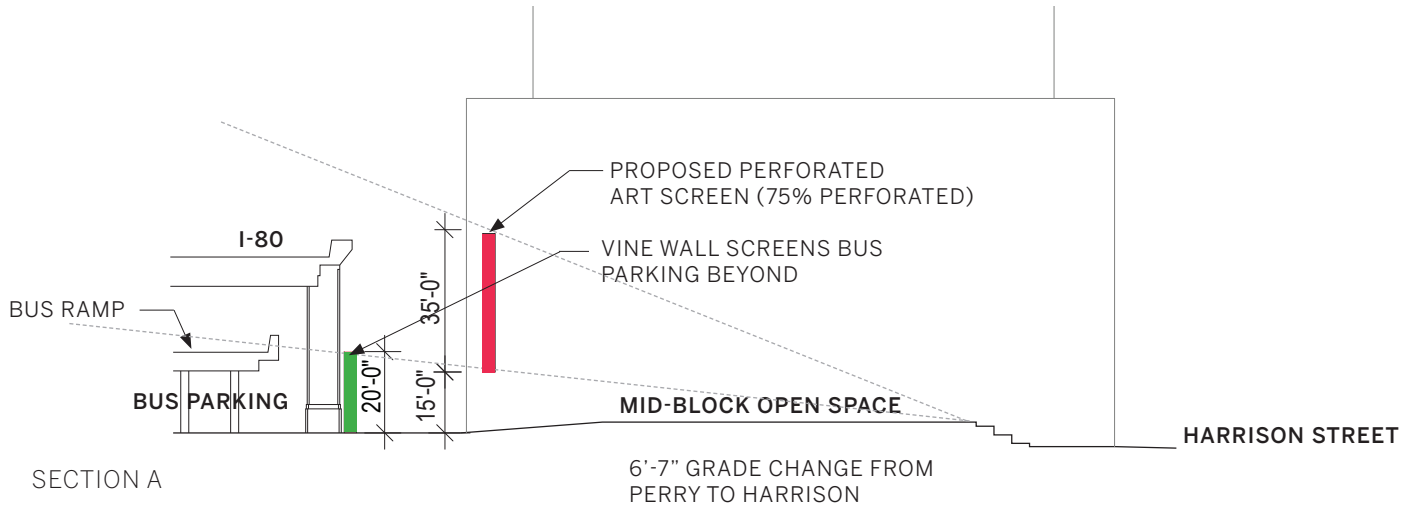 PROPOSED PERFORATED
ART SCREEN (75% PERFORATED)
I-80
VINE WALL SCREENS BUS
PARKING BEYOND
BUS RAMP
35'-0"
20'-0"
15'-0"
BUS PARKING
MID-BLOCK OPEN SPACE
HARRISON STREET
6'-7" GRADE CHANGE FROM
PERRY TO HARRISON
SECTION A